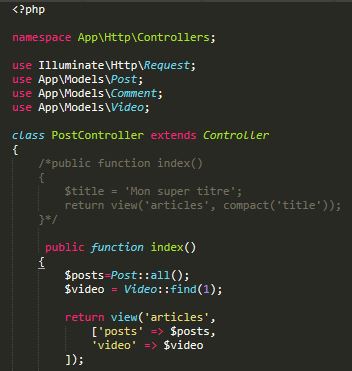 <?php
namespace App\Http\Controllers;
use Illuminate\Http\Request;
use App\Models\Post;
use App\Models\Comment;
use App\Models\Video;
class PostController extends Controller
{
/*public function index()
{
$title = 'Mon super titre';
return view('articles', compact('title'));
}*/
public function index()
{
$posts=Post::all();
$video = Video::find(1);
return view('articles',
['posts' => $posts,
'video' => $video
]);